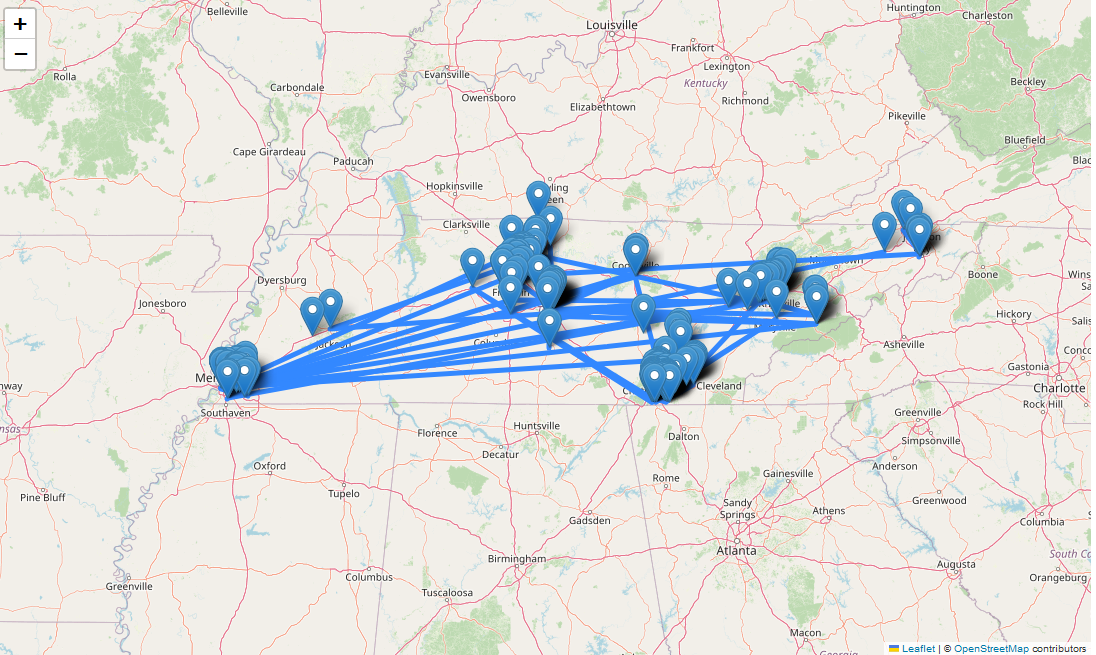 +
−
Belleville
Louisville
Huntington
Charleston
Rolla
Evansville
Frankfort
Lexington
Kentucky
Carbondale
Owensboro
Beckley
Elizabethtown
Richmond
Pikeville
Cape Girardeau
Bluefield
Paducah
Hopkinsville
Clarksville
Dyersburg
Boone
Jonesboro
Hickory
Asheville
Gastonia
Charlotte
Cleveland
Rock Hill
Southaven
Greenville
Florence
Huntsville
Dalton
Simpsonville
Decatur
Oxford
Anderson
Rome
Gainesville
Pine Bluff
Tupelo
Sandy
Springs
Athens
Greenwood
Gadsden
Columbia
Atlanta
Birmingham
Augusta
Columbus
Greenville
Tuscaloosa
Orangeburg
Macon
Leaflet | © OpenStreetMap contributors